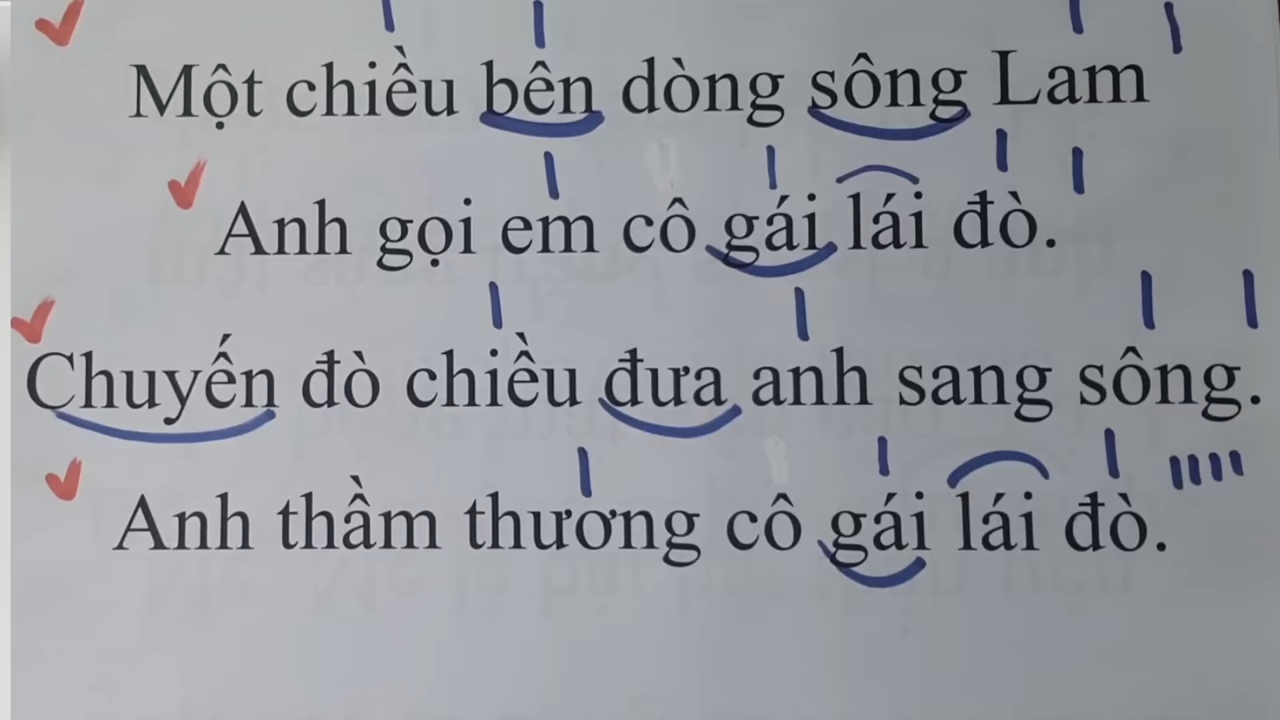 Một chiều bên dòng sông Lam
Anh gọi em cô gái lái đò.
Chuyến đò chiều đưa anh sang sông.
Anh thầm thương cô gái lái đò.